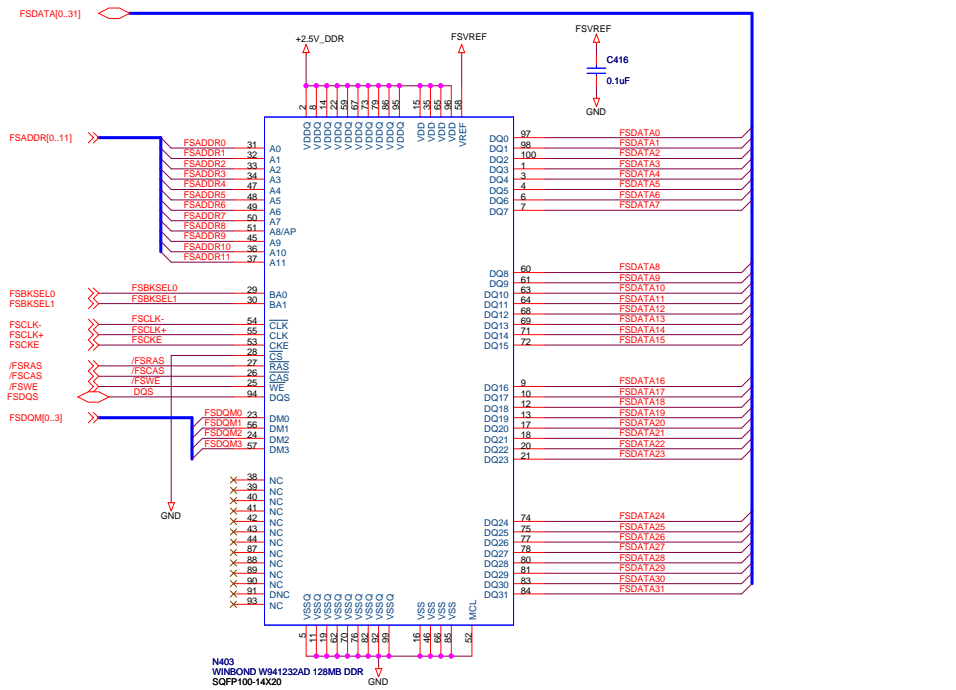 FSDATA[0..31]
+2.5V_DDR
FSVREF
FSVREF
C416
0.1uF
GND
2 8 14 22 59 67 73 79 86 95 15 35 65 96 58
VDDQ VDDQ VDDQ VDDQ VDDQ VDDQ VDDQ VDDQ VDDQ VDDQ VDD VDD VDD VDD VREF
FSADDR[0..11]
FSADDR0 31 A0
FSADDR1 32 A1
FSADDR2 33 A2
FSADDR3 34 A3
FSADDR4 47 A4
FSADDR5 48 A5
FSADDR6 49 A6
FSADDR7 50 A7
FSADDR8 51 A8/AP
FSADDR9 45 A9
FSADDR10 36 A10
FSADDR11 37 A11
DQ0 97 FSDATA0
DQ1 98 FSDATA1
DQ2 100 FSDATA2
DQ3 1 FSDATA3
DQ4 3 FSDATA4
DQ5 4 FSDATA5
DQ6 6 FSDATA6
DQ7 7 FSDATA7
DQ8 60 FSDATA8
DQ9 61 FSDATA9
DQ10 63 FSDATA10
DQ11 64 FSDATA11
DQ12 68 FSDATA12
DQ13 69 FSDATA13
DQ14 71 FSDATA14
DQ15 72 FSDATA15
FSBKSEL0 FSBKSEL0 29 BA0
FSBKSEL1 FSBKSEL1 30 BA1
FSCLK- FSCLK- 54 CLK
FSCLK+ FSCLK+ 55 CLK
FSCKE FSCKE 53 CKE
28 CS
/FSRAS /FSRAS 27 RAS
/FSCAS /FSCAS 26 CAS
/FSWE /FSWE 25 WE
FSDQS DQS 94 DQS
FSDQM[0..3]
FSDQM0 23 DM0
FSDQM1 56 DM1
FSDQM2 24 DM2
FSDQM3 57 DM3
DQ16 9 FSDATA16
DQ17 10 FSDATA17
DQ18 12 FSDATA18
DQ19 13 FSDATA19
DQ20 17 FSDATA20
DQ21 18 FSDATA21
DQ22 20 FSDATA22
DQ23 21 FSDATA23
38 NC
39 NC
40 NC
41 NC
42 NC
43 NC
44 NC
87 NC
88 NC
89 NC
90 NC
91 DNC
93 NC
GND
DQ24 74 FSDATA24
DQ25 75 FSDATA25
DQ26 77 FSDATA26
DQ27 78 FSDATA27
DQ28 80 FSDATA28
DQ29 81 FSDATA29
DQ30 83 FSDATA30
DQ31 84 FSDATA31
VSSQ VSSQ VSSQ VSSQ VSSQ VSSQ VSSQ VSSQ VSSQ VSS VSS VSS VSS MCL
5 11 19 62 70 76 82 92 99 16 46 66 85 52
N403
WINBOND W941232AD 128MB DDR
SQFP100-14X20
GND